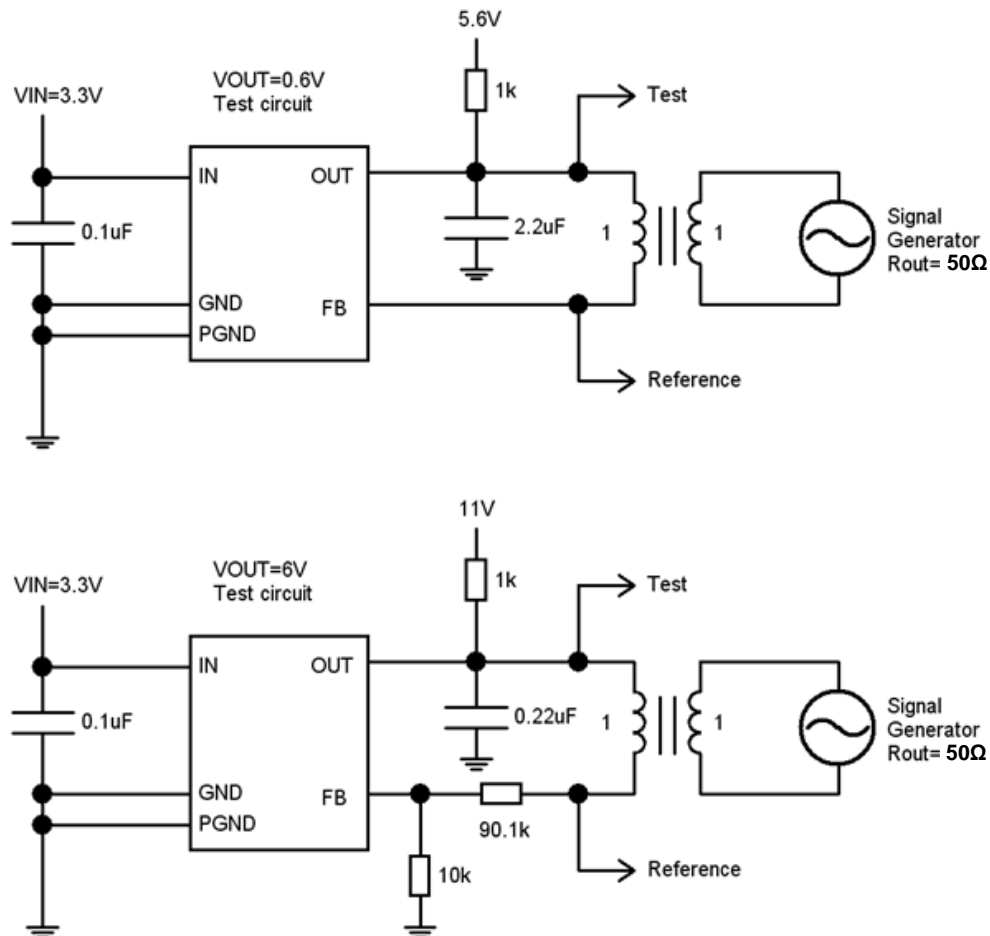 5.6V
VOUT=0.6V
Test circuit
1k
Test
VIN=3.3V
IN
OUT
0.1uF
2.2uF
1
1
Signal
Generator
Rout= 50Ω
GND
FB
PGND
Reference
11V
VOUT=6V
Test circuit
1k
Test
VIN=3.3V
IN
OUT
0.1uF
0.22uF
1
1
Signal
Generator
Rout= 50Ω
GND
FB
PGND
90.1k
10k
Reference